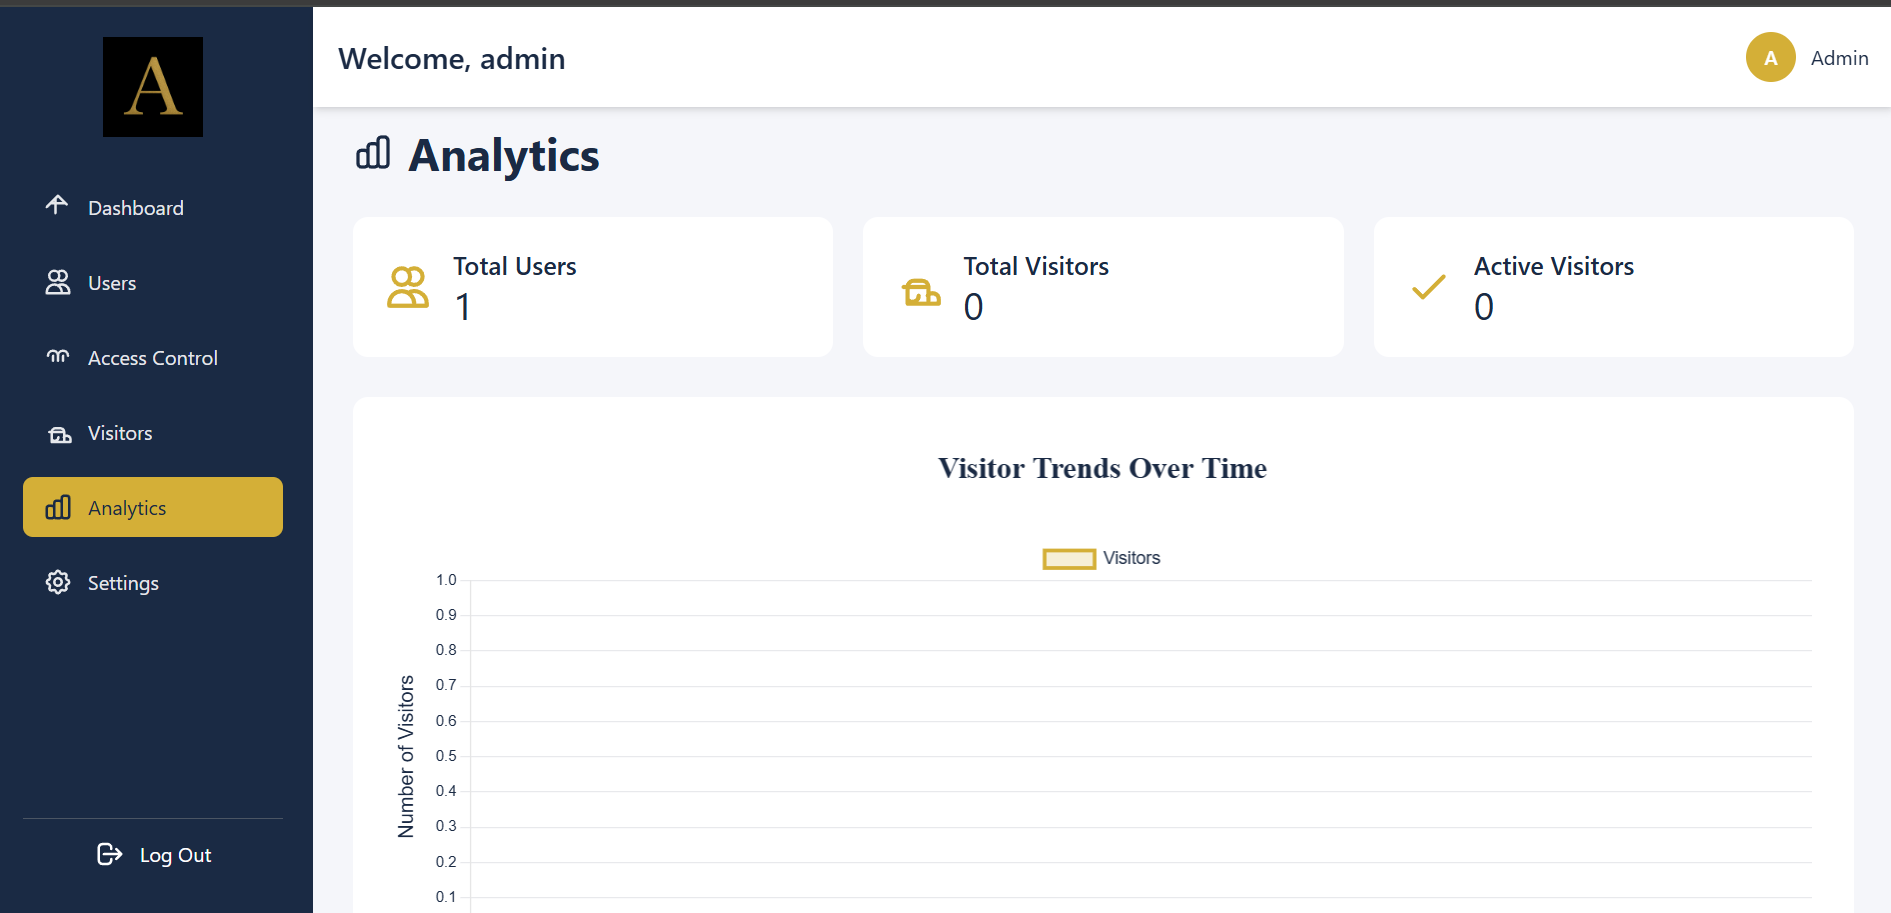 A
Dashboard
Users
Access Control
Visitors
Analytics
Settings
Log Out
Welcome, admin
A Admin
Analytics
Total Users
1
Total Visitors
0
Active Visitors
0
Visitor Trends Over Time
Visitors
Number of Visitors
1.0
0.9
0.8
0.7
0.6
0.5
0.4
0.3
0.2
0.1